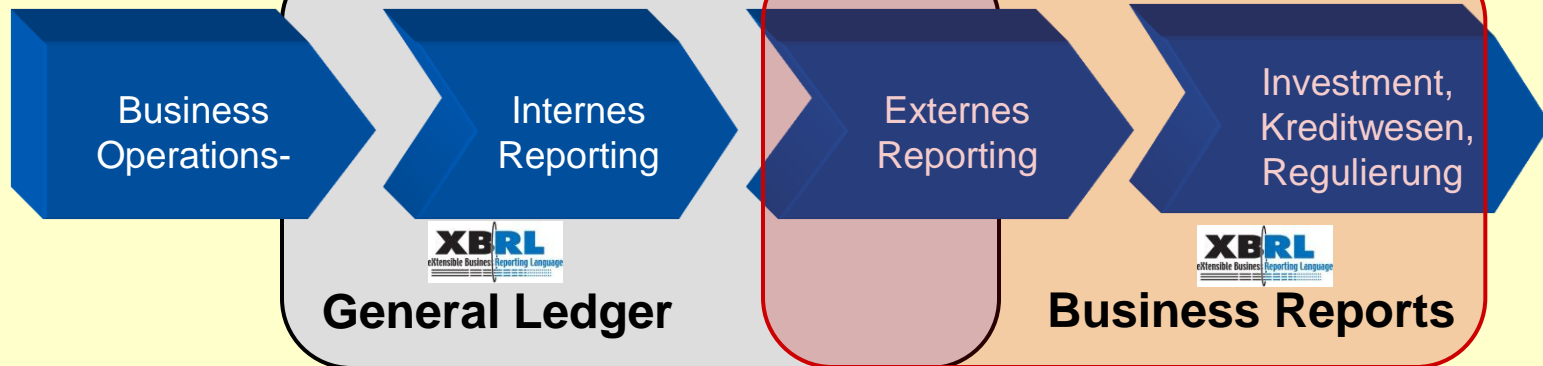 Business
Operations-
Internes
Reporting
Externes
Reporting
Investment,
Kreditwesen,
Regulierung
XBRL
eXtensible Business Reporting Language
General Ledger
XBRL
eXtensible Business Reporting Language
Business Reports